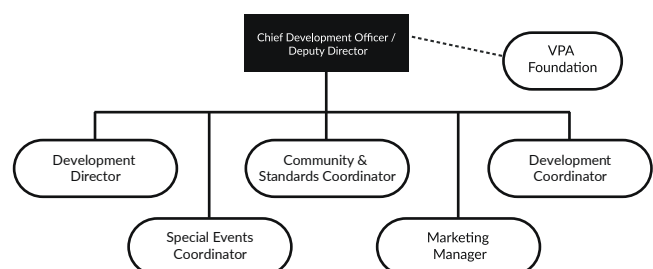 Chief Development Officer /
Deputy Director
VPA
Foundation
Development
Director
Community &
Standards Coordinator
Development
Coordinator
Special Events
Coordinator
Marketing
Manager